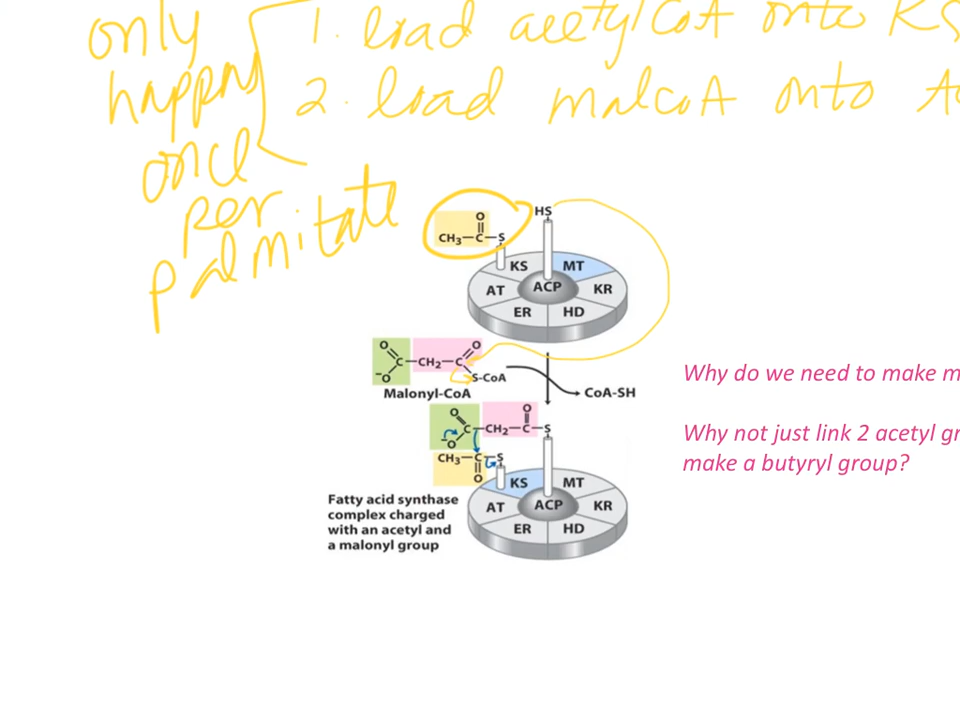 only
happens
once
per
palmitate
1. load acetylCoA onto KS
2. load malCoA onto AC
O
CH₃—C—S
HS
KS MT
AT ACP KR
ER HD
O O
C—CH₂—C
⁻O S-CoA
Malonyl-CoA
CoA-SH
O O
C—CH₂—C—S
⁻O
CH₃—C—S
O
KS MT
AT ACP KR
ER HD
Fatty acid synthase
complex charged
with an acetyl and
a malonyl group
Why do we need to make m
Why not just link 2 acetyl gr
make a butyryl group?